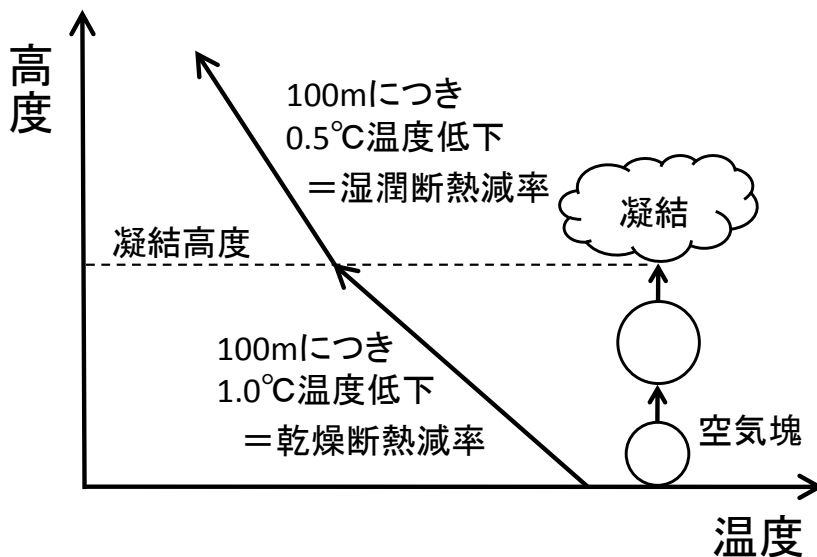 高度
100mにつき
0.5℃温度低下
＝湿潤断熱減率
凝結
凝結高度
100mにつき
1.0℃温度低下
＝乾燥断熱減率
空気塊
温度